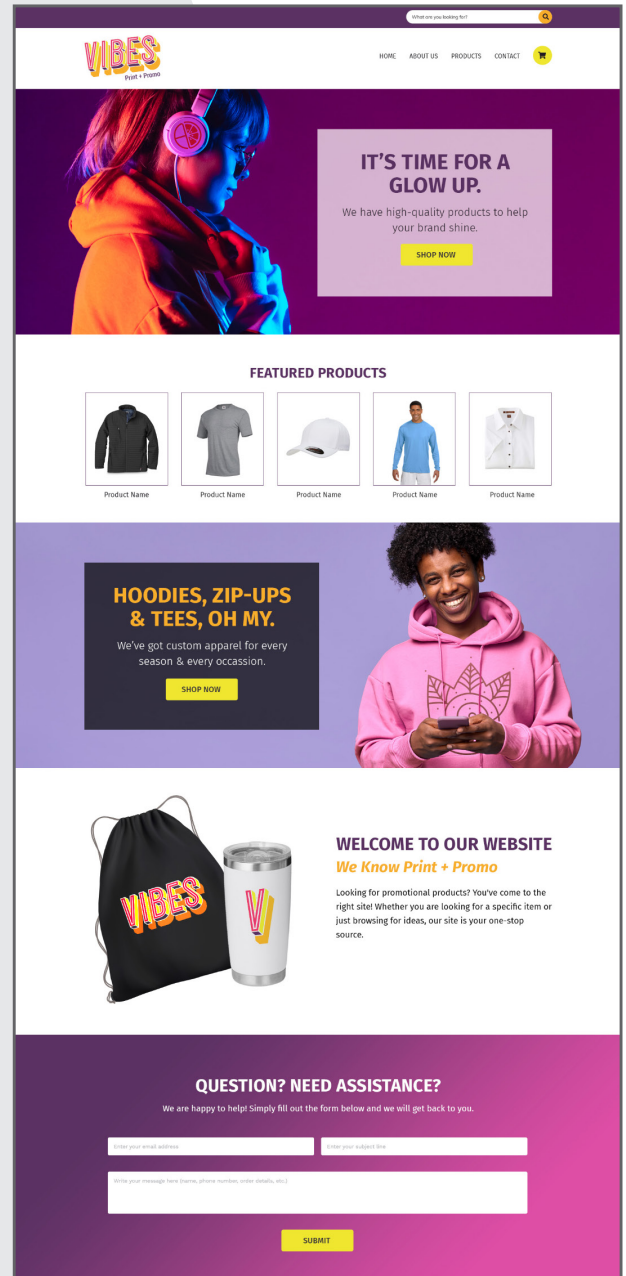 What are you looking for?
VIBES
Print + Promo
HOME ABOUT US PRODUCTS CONTACT
IT'S TIME FOR A
GLOW UP.
We have high-quality products to help
your brand shine.
SHOP NOW
FEATURED PRODUCTS
Product Name Product Name Product Name Product Name Product Name
HOODIES, ZIP-UPS
& TEES, OH MY.
We've got custom apparel for every
season & every occassion.
SHOP NOW
VIBES
V
WELCOME TO OUR WEBSITE
We Know Print + Promo
Looking for promotional products? You've come to the
right site! Whether you are looking for a specific item or
just browsing for ideas, our site is your one-stop
source.
QUESTION? NEED ASSISTANCE?
We are happy to help! Simply fill out the form below and we will get back to you.
Enter your email address Enter your subject line
Write your message here (name, phone number, order details, etc.)
SUBMIT